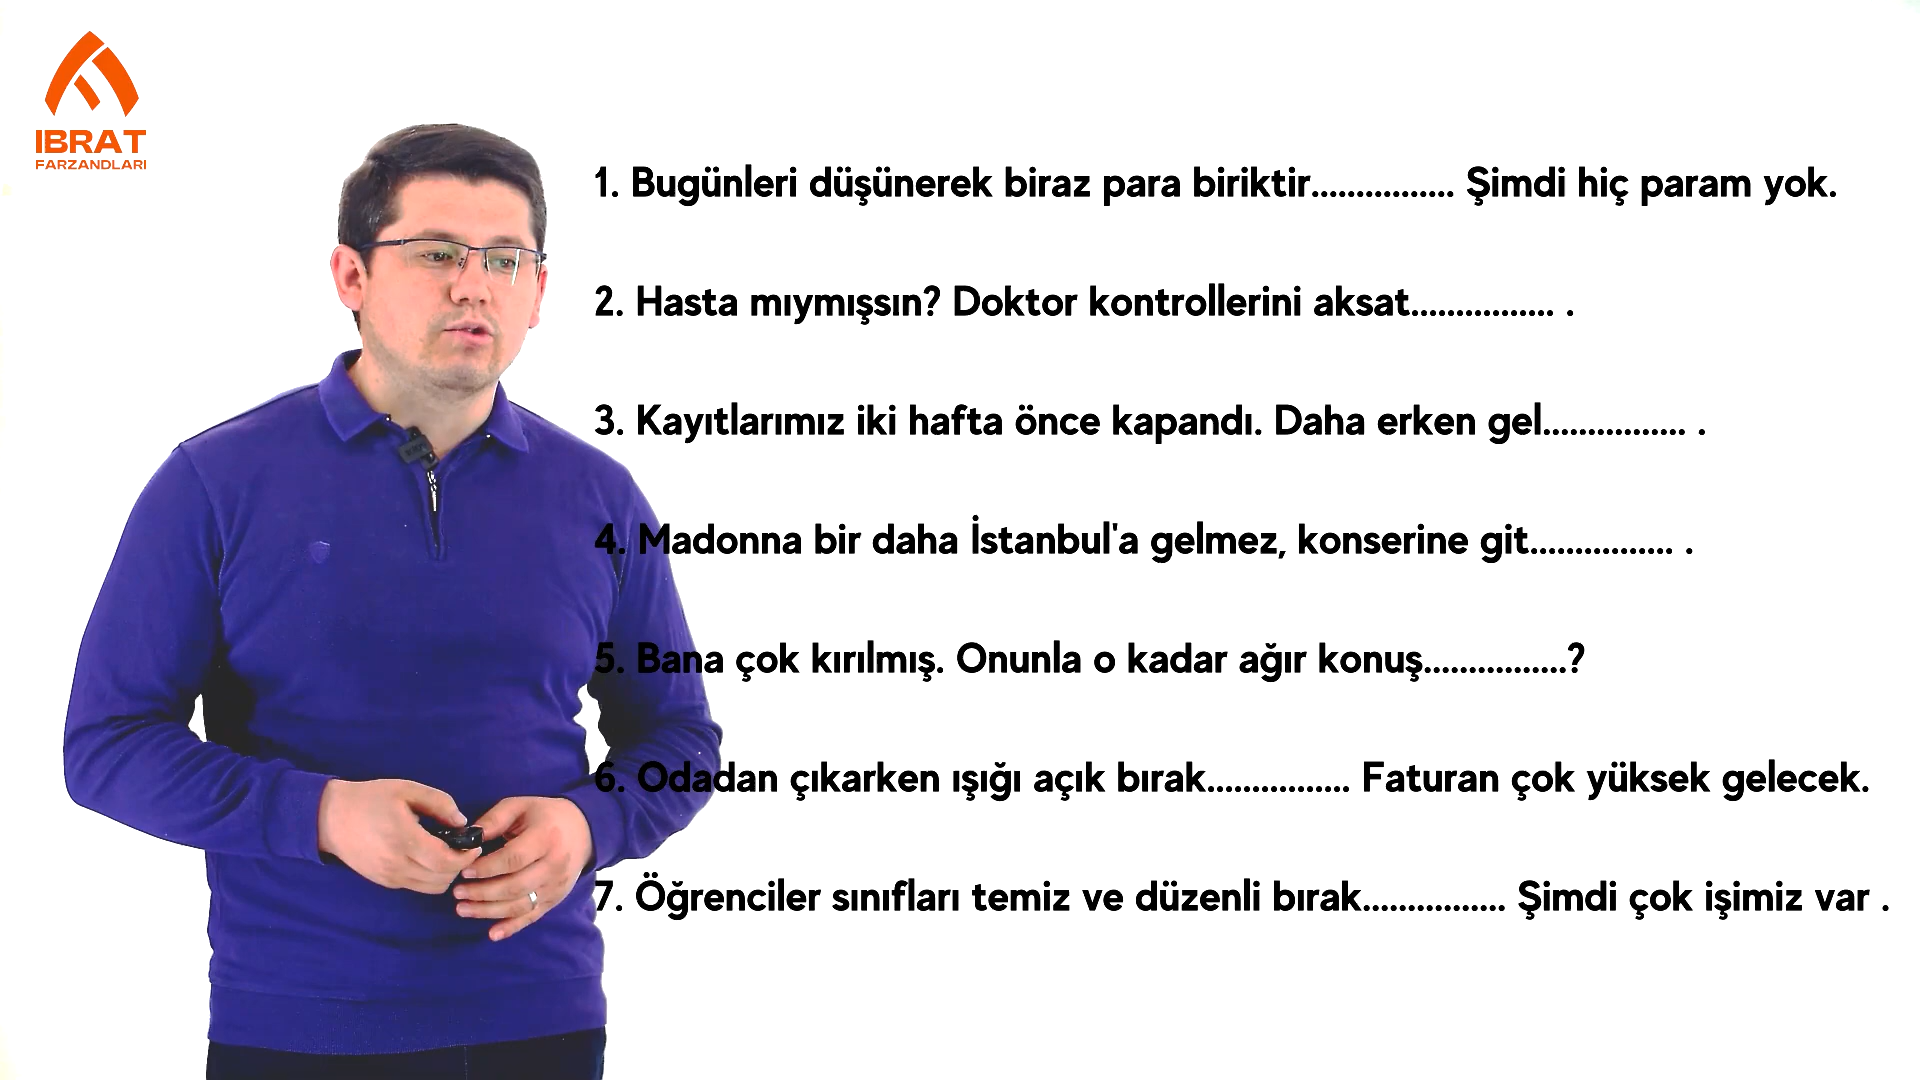 IBRAT
FARZANDLARI
1. Bugünleri düşünerek biraz para biriktir................ Şimdi hiç param yok.
2. Hasta mıymışsın? Doktor kontrollerini aksat................ .
3. Kayıtlarımız iki hafta önce kapandı. Daha erken gel................ .
4. Madonna bir daha İstanbul'a gelmez, konserine git................ .
5. Bana çok kırılmış. Onunla o kadar ağır konuş................?
6. Odadan çıkarken ışığı açık bırak................ Faturan çok yüksek gelecek.
7. Öğrenciler sınıfları temiz ve düzenli bırak................ Şimdi çok işimiz var .